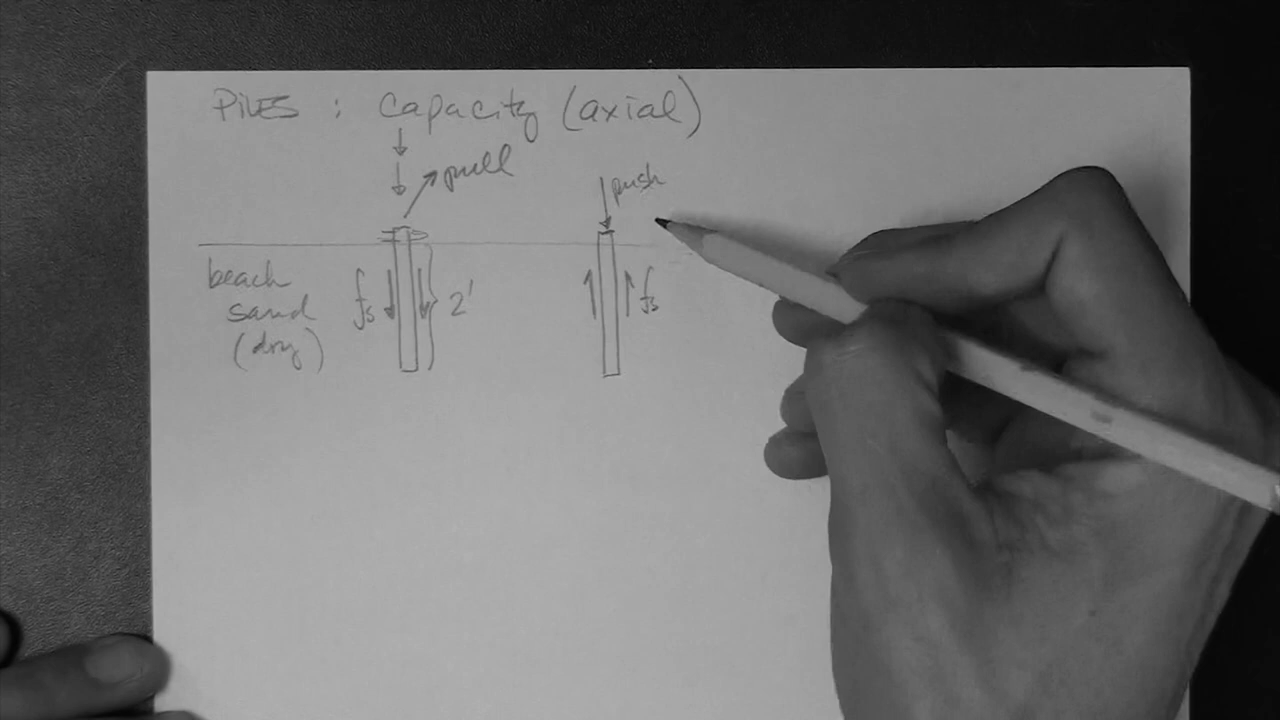 PILES : Capacity (axial)
pull
push
beach
sand
(dry)
fs
2'
fs